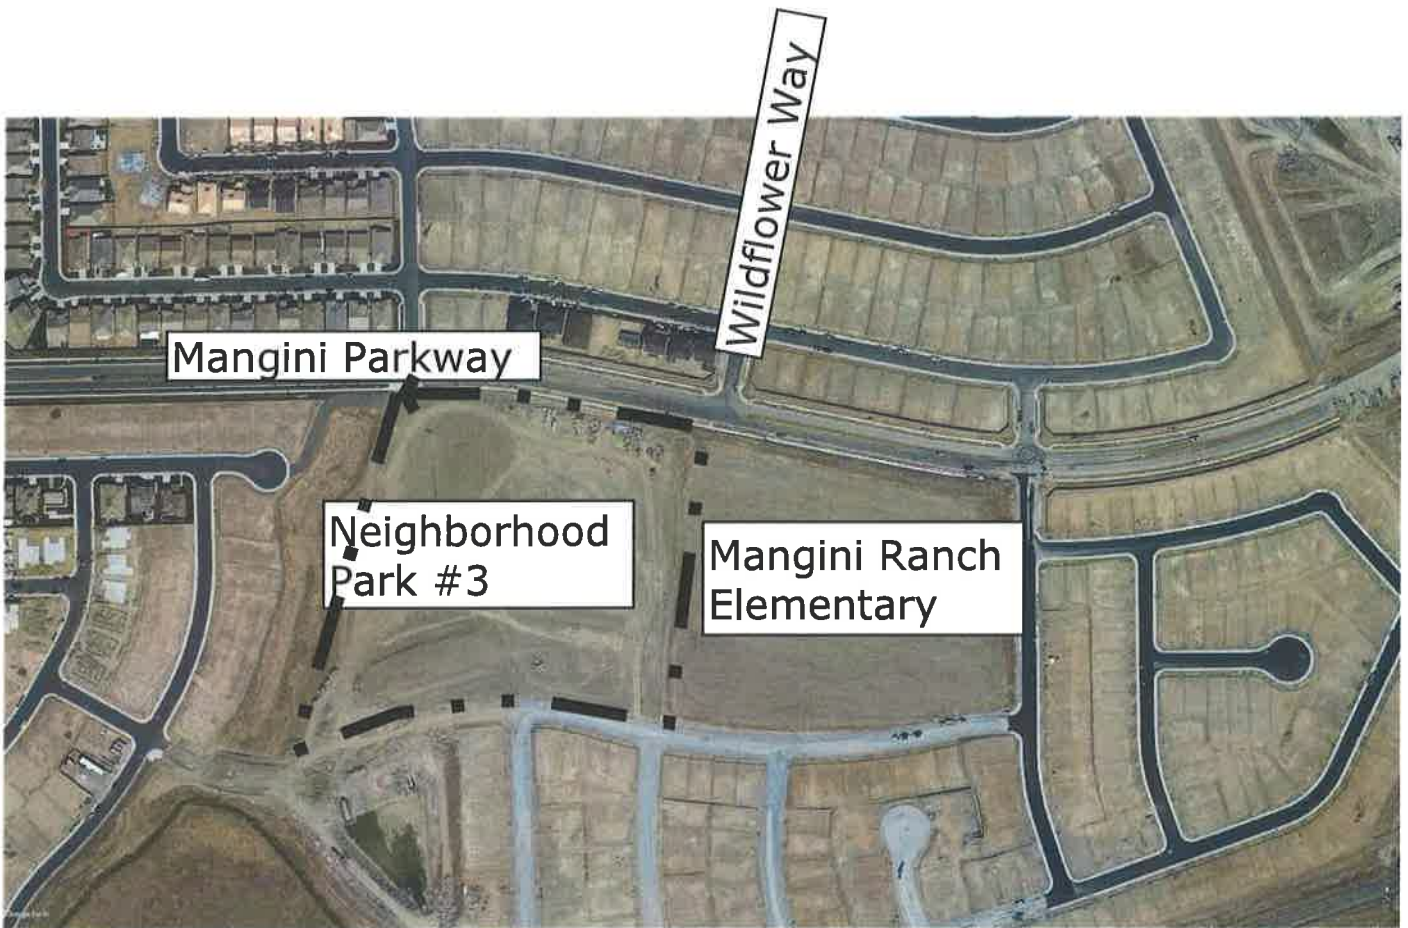 Wildflower Way
Mangini Parkway
Neighborhood
Park #3
Mangini Ranch
Elementary